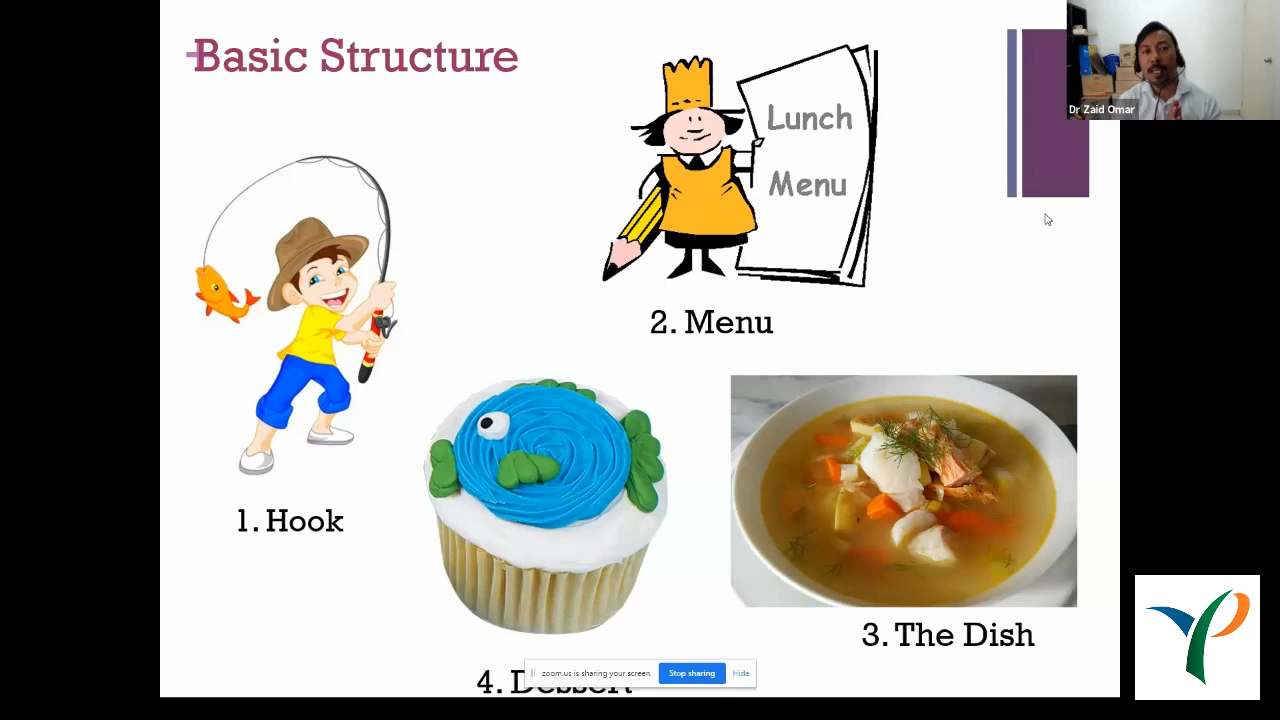 Basic Structure
Dr Zaid Omar
Lunch
Menu
2. Menu
1. Hook
3. The Dish
4. Dessert
zoom.us is sharing your screen.
Stop sharing
Hide